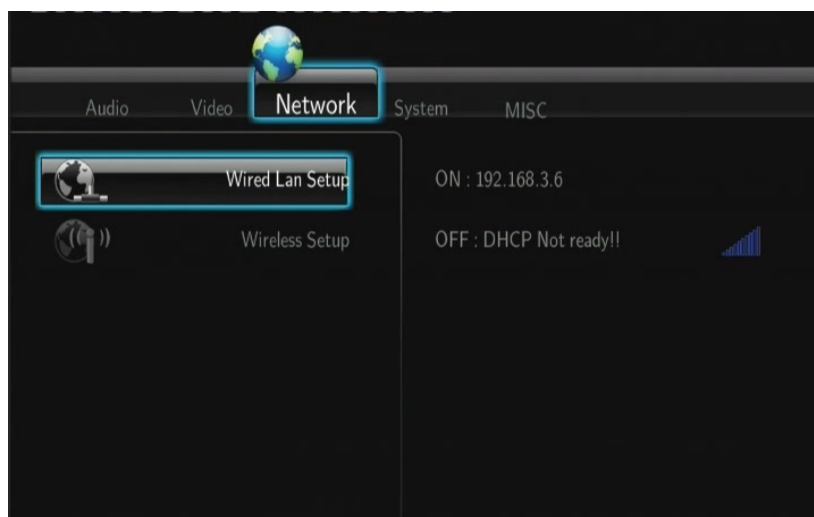 Audio Video Network System MISC
Wired Lan Setup ON : 192.168.3.6
Wireless Setup OFF : DHCP Not ready!!